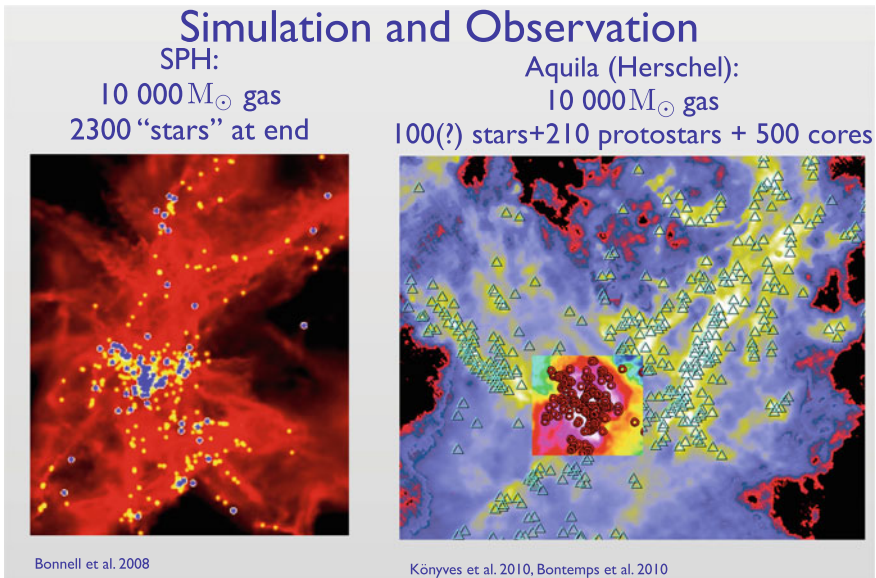 Simulation and Observation
SPH:
10 000 M☉ gas
2300 “stars” at end
Aquila (Herschel):
10 000 M☉ gas
100(?) stars+210 protostars + 500 cores
Bonnell et al. 2008
Könyves et al. 2010, Bontemps et al. 2010